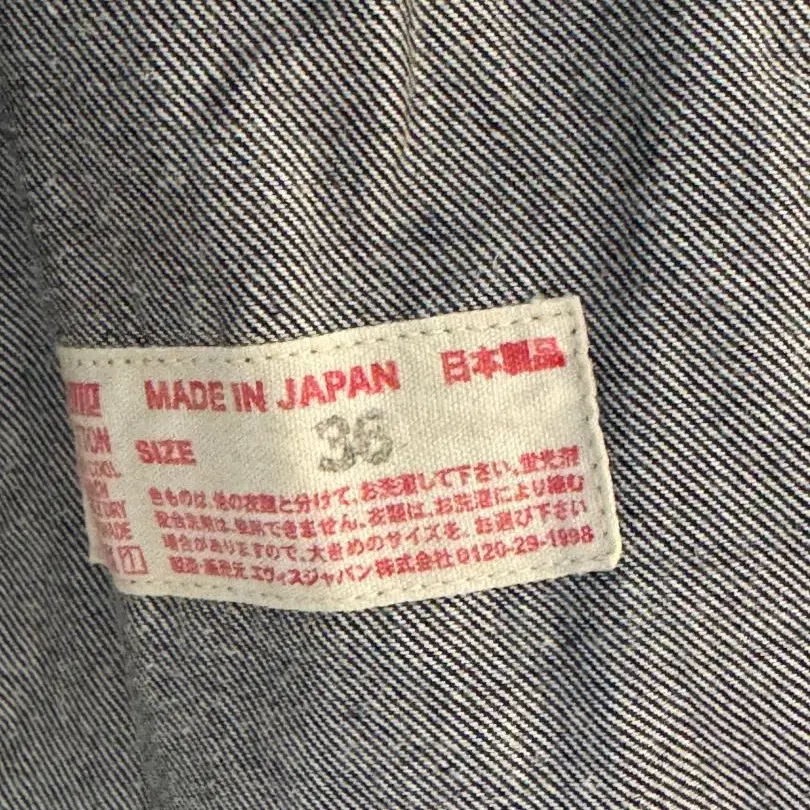 MADE IN JAPAN 日本製品
SIZE 36
色ものは、他の衣類と分けて、お洗濯して下さい。蛍光剤
配合洗剤は、使用できません。衣類は、お洗濯により縮む
場合がありますので、大きめのサイズを、お選び下さい
製造・販売元 エヴィスジャパン株式会社 0120-29-1998